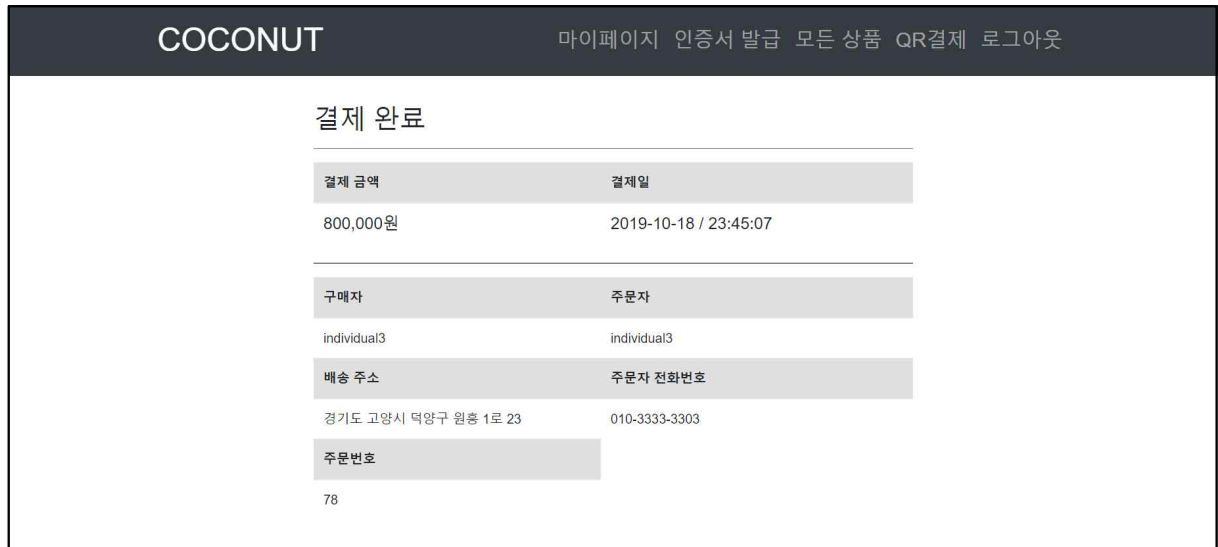 COCONUT 마이페이지 인증서 발급 모든 상품 QR결제 로그아웃
결제 완료
결제 금액 결제일
800,000원 2019-10-18 / 23:45:07
구매자 주문자
individual3 individual3
배송 주소 주문자 전화번호
경기도 고양시 덕양구 원흥 1로 23 010-3333-3303
주문번호
78